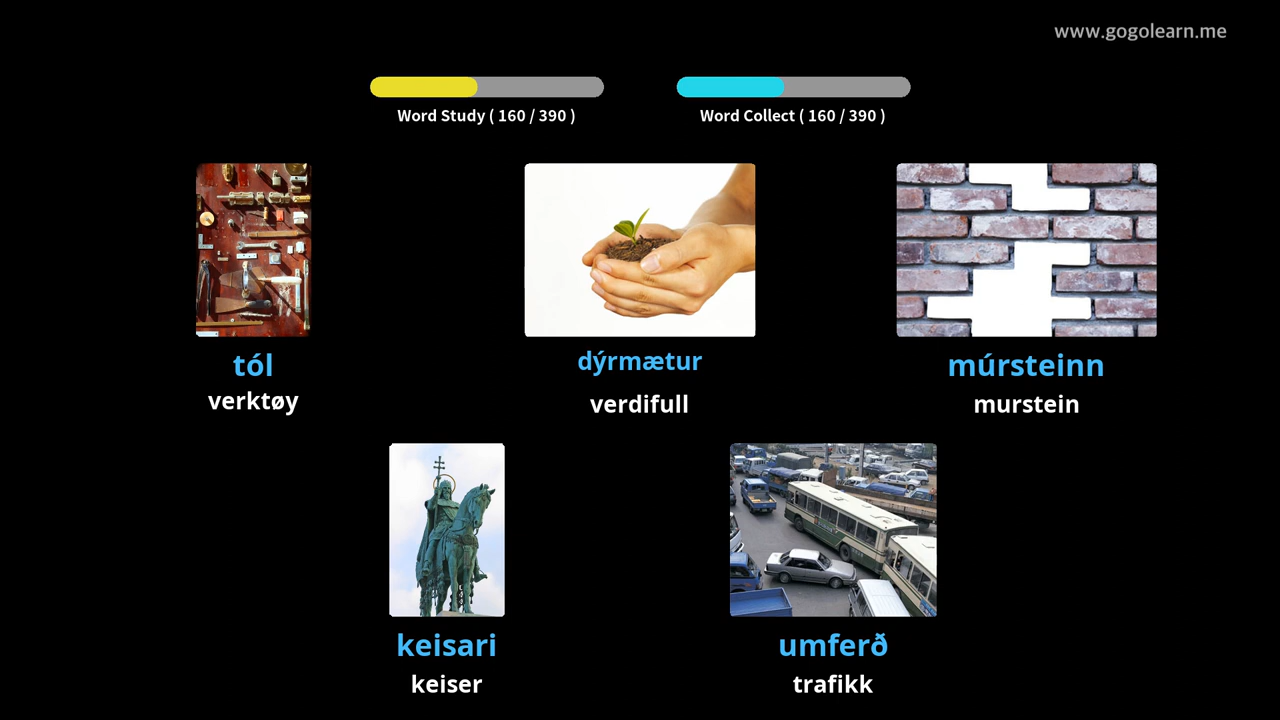 www.gogolearn.me
Word Study ( 160 / 390 )
Word Collect ( 160 / 390 )
tól
verktøy
dýrmætur
verdifull
múrsteinn
murstein
keisari
keiser
umferð
trafikk